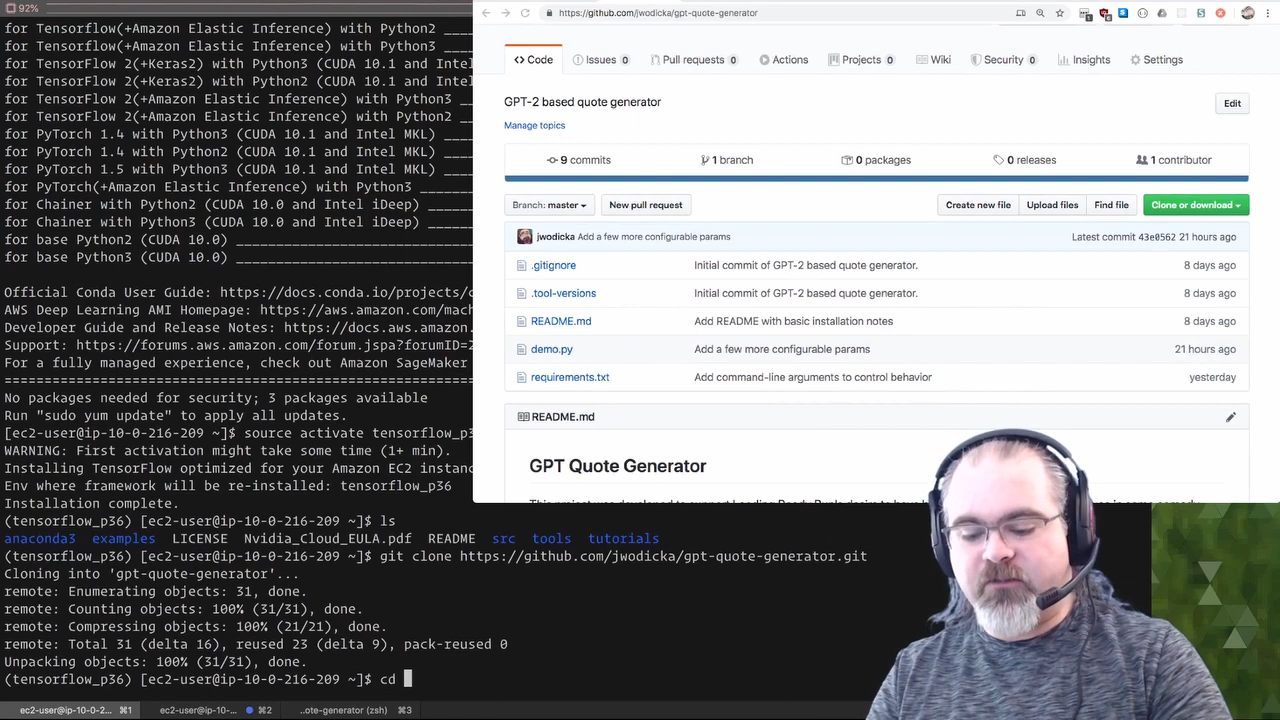 92%
for Tensorflow(+Amazon Elastic Inference) with Python2
for Tensorflow(+Amazon Elastic Inference) with Python3
for Tensorflow 2(+Keras2) with Python3 (CUDA 10.1 and Intel
for Tensorflow 2(+Keras2) with Python2 (CUDA 10.1 and Intel
for Tensorflow 2(+Amazon Elastic Inference) with Python3
for Tensorflow 2(+Amazon Elastic Inference) with Python2
for PyTorch 1.4 with Python3 (CUDA 10.1 and Intel MKL)
for PyTorch 1.4 with Python2 (CUDA 10.1 and Intel MKL)
for PyTorch 1.5 with Python3 (CUDA 10.1 and Intel MKL)
for PyTorch(+Amazon Elastic Inference) with Python3
for Chainer with Python2 (CUDA 10.0 and Intel iDeep)
for Chainer with Python3 (CUDA 10.0 and Intel iDeep)
for base Python2 (CUDA 10.0)
for base Python3 (CUDA 10.0)
Official Conda User Guide: https://docs.conda.io/projects/c
AWS Deep Learning AMI Homepage: https://aws.amazon.com/mach
Developer Guide and Release Notes: https://docs.aws.amazon.
Support: https://forums.aws.amazon.com/forum.jspa?forumID=2
For a fully managed experience, check out Amazon SageMaker
===========================================================
No packages needed for security; 3 packages available
Run "sudo yum update" to apply all updates.
[ec2-user@ip-10-0-216-209 ~]$ source activate tensorflow_p3
WARNING: First activation might take some time (1+ min).
Installing TensorFlow optimized for your Amazon EC2 instanc
Env where framework will be re-installed: tensorflow_p36
Installation complete.
(tensorflow_p36) [ec2-user@ip-10-0-216-209 ~]$ ls
anaconda3 examples LICENSE Nvidia_Cloud_EULA.pdf README src tools tutorials
(tensorflow_p36) [ec2-user@ip-10-0-216-209 ~]$ git clone https://github.com/jwodicka/gpt-quote-generator.git
Cloning into 'gpt-quote-generator'...
remote: Enumerating objects: 31, done.
remote: Counting objects: 100% (31/31), done.
remote: Compressing objects: 100% (21/21), done.
remote: Total 31 (delta 16), reused 23 (delta 9), pack-reused 0
Unpacking objects: 100% (31/31), done.
(tensorflow_p36) [ec2-user@ip-10-0-216-209 ~]$ cd
ec2-user@ip-10-0-2... ⌘1
ec2-user@ip-10-... ⌘2
..ote-generator (zsh) ⌘3
https://github.com/jwodicka/gpt-quote-generator
Code Issues 0 Pull requests 0 Actions Projects 0 Wiki Security 0 Insights Settings
GPT-2 based quote generator
Edit
Manage topics
9 commits 1 branch 0 packages 0 releases 1 contributor
Branch: master New pull request Create new file Upload files Find file Clone or download
jwodicka Add a few more configurable params Latest commit 43e0562 21 hours ago
.gitignore Initial commit of GPT-2 based quote generator. 8 days ago
.tool-versions Initial commit of GPT-2 based quote generator. 8 days ago
README.md Add README with basic installation notes 8 days ago
demo.py Add a few more configurable params 21 hours ago
requirements.txt Add command-line arguments to control behavior yesterday
README.md
GPT Quote Generator